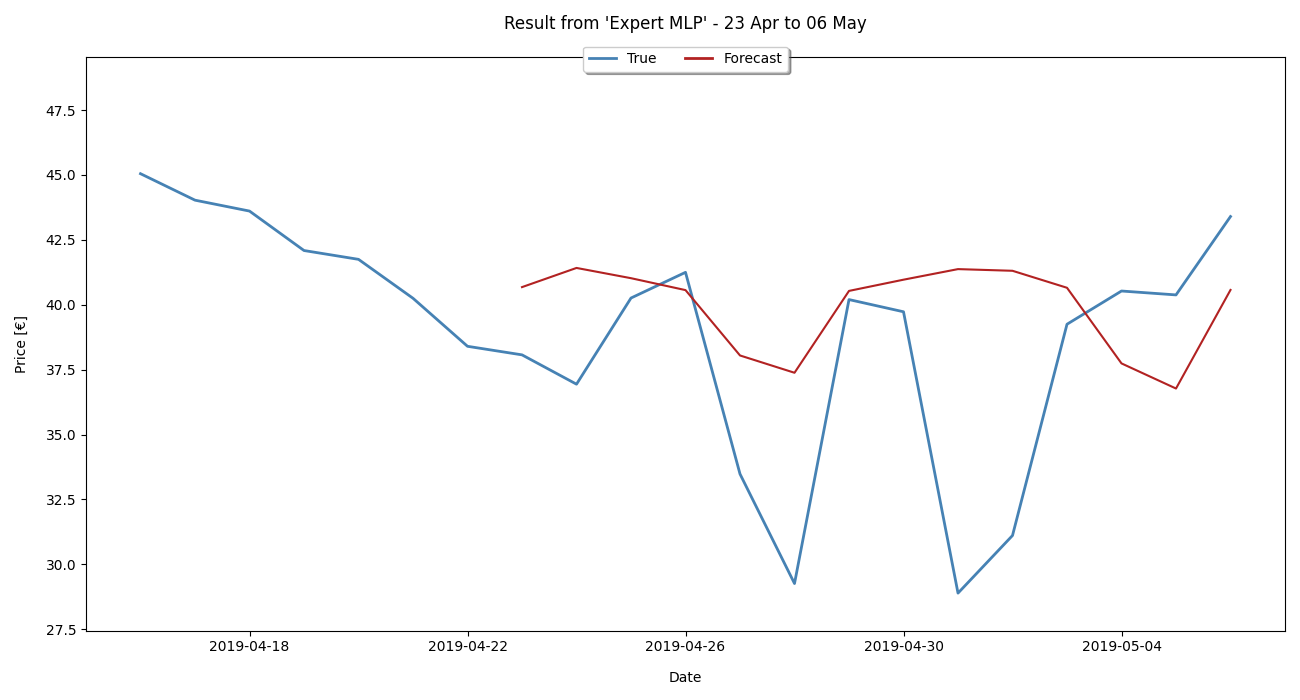 Result from 'Expert MLP' - 23 Apr to 06 May
True Forecast
47.5
45.0
42.5
40.0
37.5
35.0
32.5
30.0
27.5
Price [€]
2019-04-18 2019-04-22 2019-04-26 2019-04-30 2019-05-04
Date